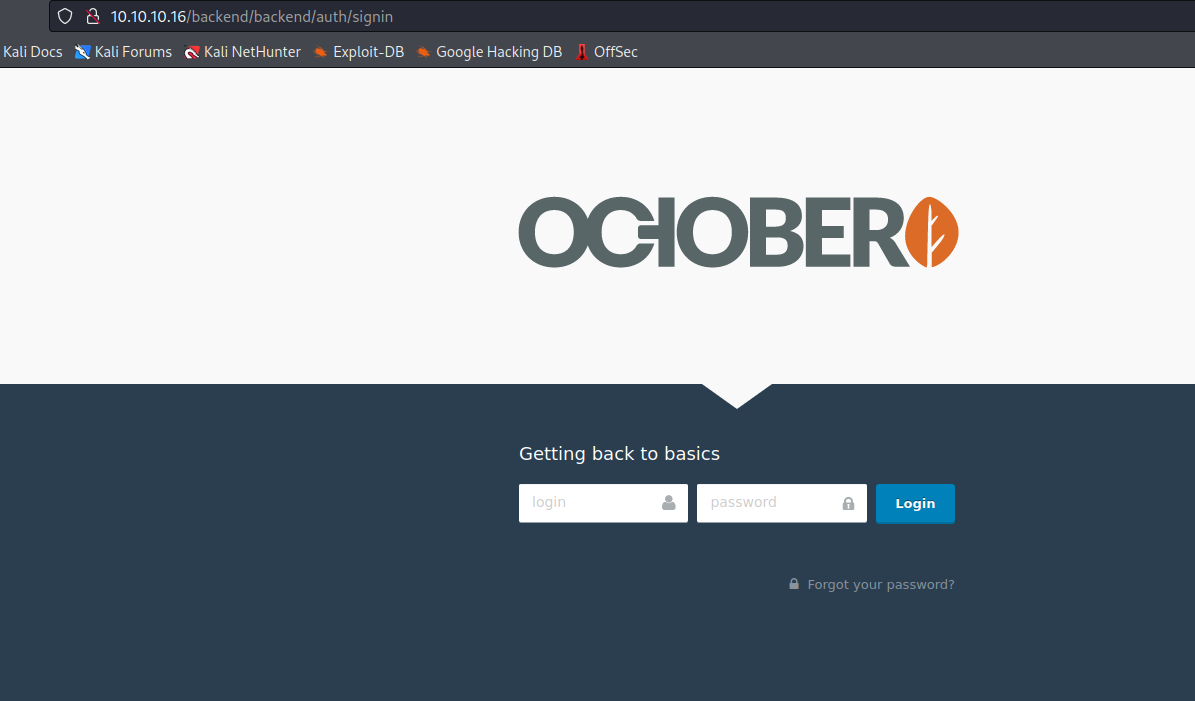 10.10.10.16/backend/backend/auth/signin
Kali Docs Kali Forums Kali NetHunter Exploit-DB Google Hacking DB OffSec
OCTOBER
Getting back to basics
login password Login
Forgot your password?